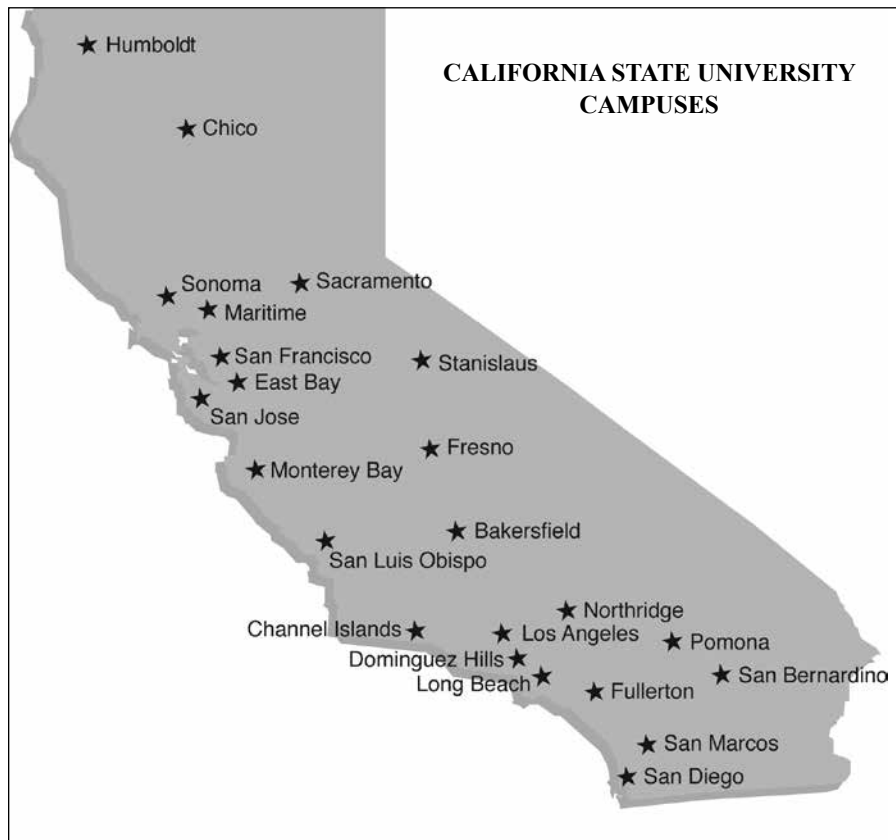 CALIFORNIA STATE UNIVERSITY
CAMPUSES
Humboldt
Chico
Sonoma
Sacramento
Maritime
San Francisco
Stanislaus
East Bay
San Jose
Fresno
Monterey Bay
Bakersfield
San Luis Obispo
Northridge
Channel Islands
Los Angeles
Pomona
Dominguez Hills
San Bernardino
Long Beach
Fullerton
San Marcos
San Diego